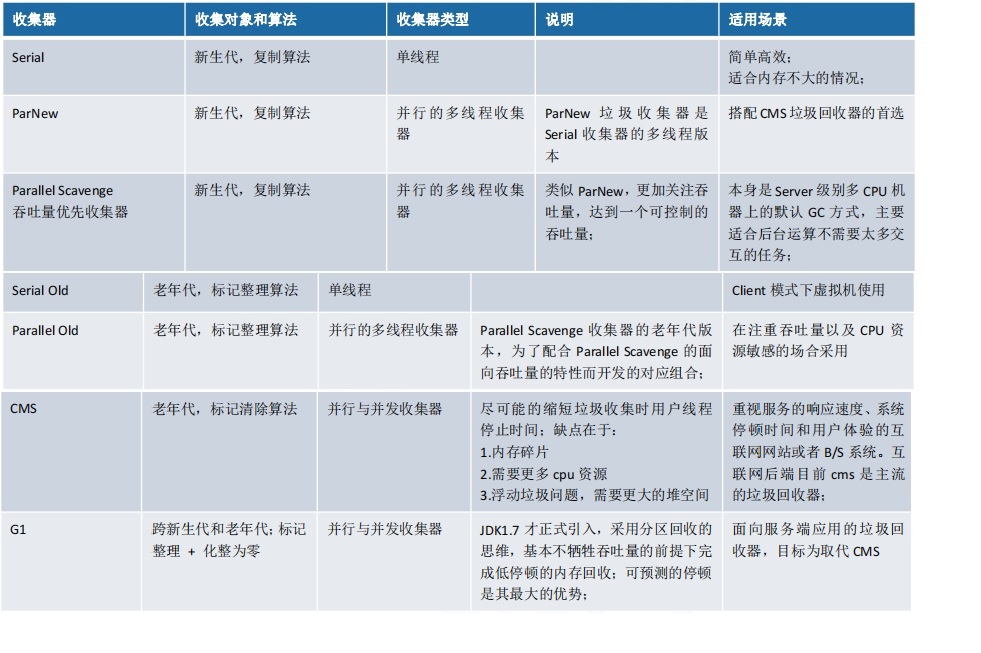 收集器 收集对象和算法 收集器类型 说明 适用场景
Serial 新生代，复制算法 单线程 简单高效；
适合内存不大的情况；
ParNew 新生代，复制算法 并行的多线程收集 ParNew 垃圾收集器是 搭配 CMS 垃圾回收器的首选
器 Serial 收集器的多线程版
本
Parallel Scavenge 新生代，复制算法 并行的多线程收集 类似 ParNew，更加关注吞 本身是 Server 级别多 CPU 机
吞吐量优先收集器 器 吐量，达到一个可控制的 器上的默认 GC 方式，主要
吞吐量； 适合后台运算不需要太多交
互的任务；
Serial Old 老年代，标记整理算法 单线程 Client 模式下虚拟机使用
Parallel Old 老年代，标记整理算法 并行的多线程收集器 Parallel Scavenge 收集器的老年代版 在注重吞吐量以及 CPU 资
本，为了配合 Parallel Scavenge 的面 源敏感的场合采用
向吞吐量的特性而开发的对应组合；
CMS 老年代，标记清除算法 并行与并发收集器 尽可能的缩短垃圾收集时用户线程 重视服务的响应速度、系统
停止时间；缺点在于： 停顿时间和用户体验的互
1.内存碎片 联网网站或者 B/S 系统。互
2.需要更多 cpu 资源 联网后端目前 cms 是主流
3.浮动垃圾问题，需要更大的堆空间 的垃圾回收器；
G1 跨新生代和老年代；标记 并行与并发收集器 JDK1.7 才正式引入，采用分区回收的 面向服务端应用的垃圾回
整理 + 化整为零 思维，基本不牺牲吞吐量的前提下完 收器，目标为取代 CMS
成低停顿的内存回收；可预测的停顿
是其最大的优势；